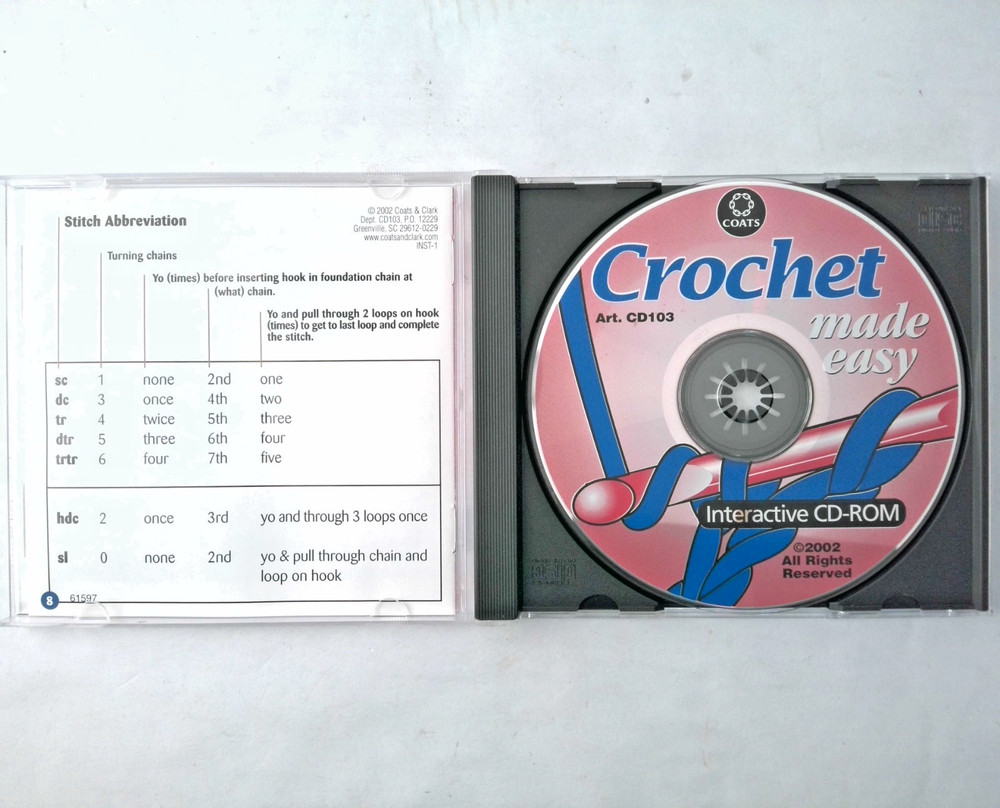 Stitch Abbreviation
© 2002 Coats & Clark
Dept. CD103, P.O. 12229
Greenville, SC 29612-0229
www.coatsandclark.com
INST-1
Turning chains
Yo (times) before inserting hook in foundation chain at
(what) chain.
Yo and pull through 2 loops on hook
(times) to get to last loop and complete
the stitch.
sc 1 none 2nd one
dc 3 once 4th two
tr 4 twice 5th three
dtr 5 three 6th four
trtr 6 four 7th five
hdc 2 once 3rd yo and through 3 loops once
sl 0 none 2nd yo & pull through chain and
loop on hook
8 61597
COATS
Crochet
Art. CD103
made
easy
Interactive CD-ROM
©2002
All Rights
Reserved
disc